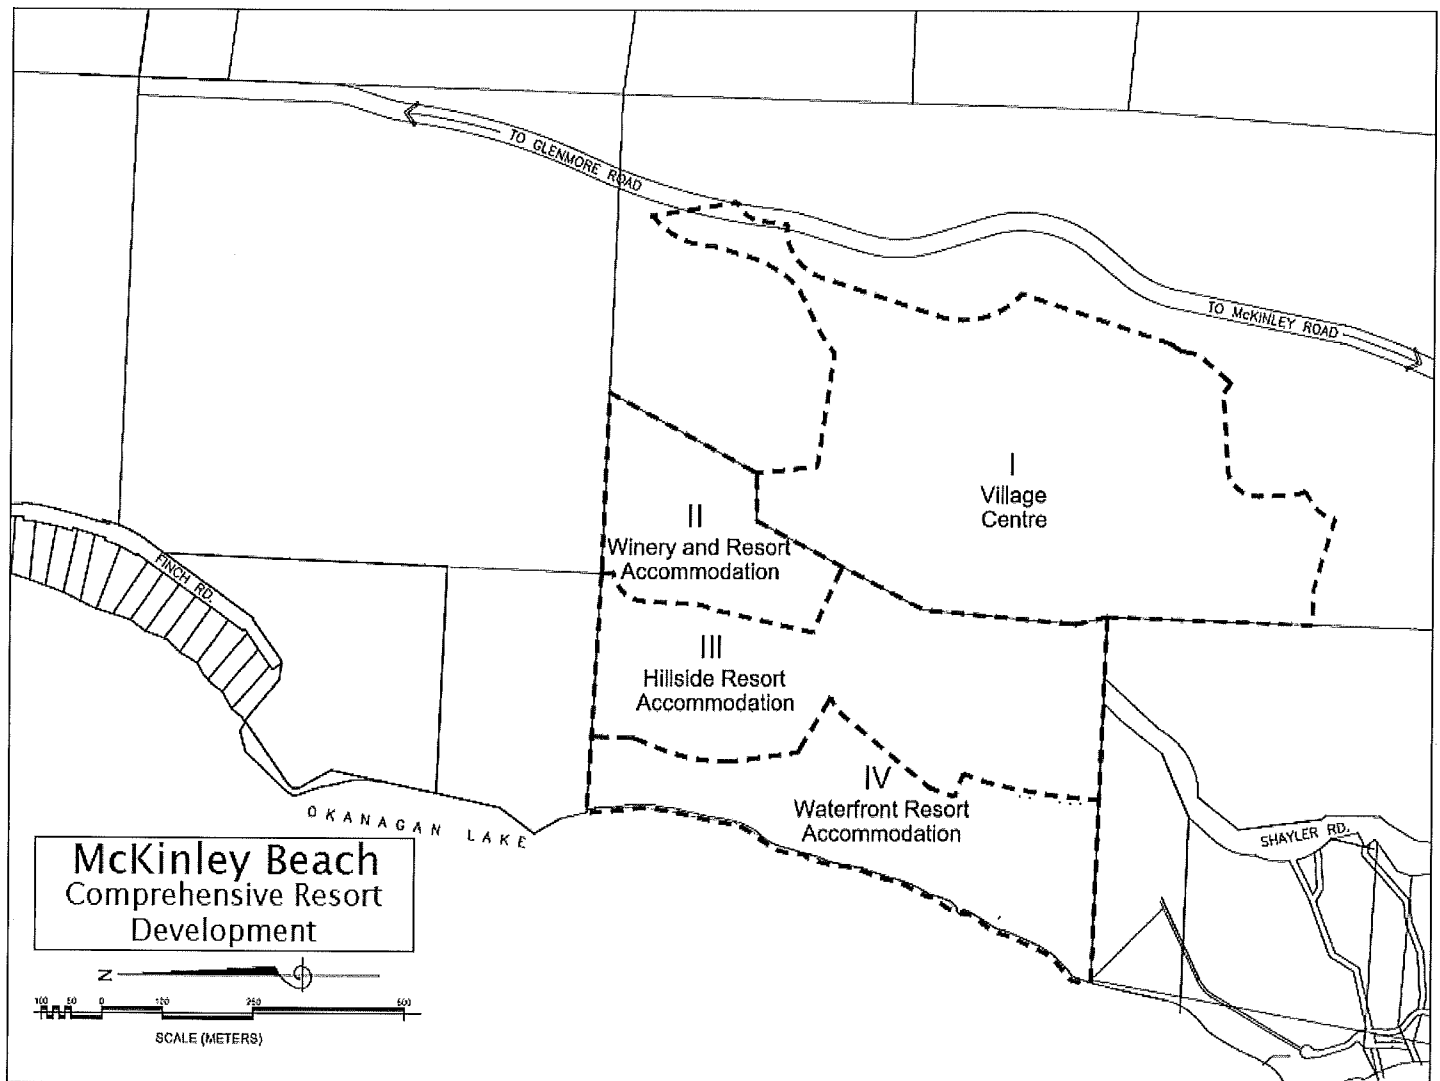 TO GLENMORE ROAD
TO McKINLEY ROAD
I
Village
Centre
II
Winery and Resort
Accommodation
FINCH RD.
III
Hillside Resort
Accommodation
IV
Waterfront Resort
Accommodation
OKANAGAN LAKE
SHAYLER RD.
McKinley Beach
Comprehensive Resort
Development
N
100 50 0 100 250 500
SCALE (METERS)